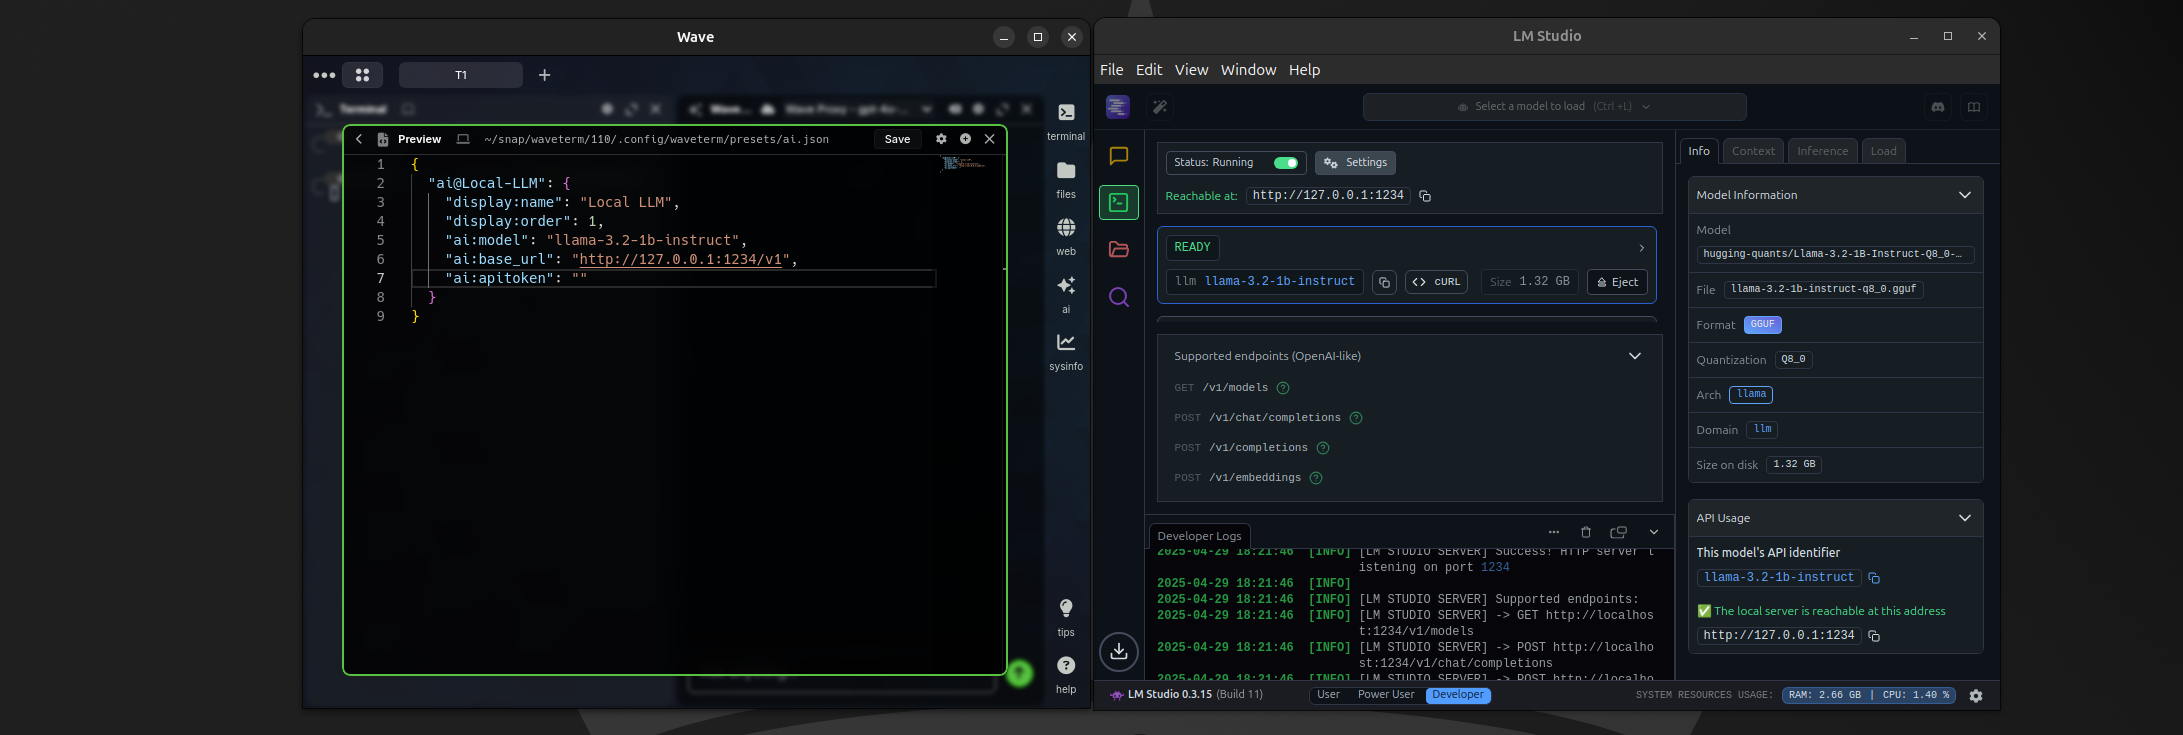 Wave
T1
Terminal
Preview
~/snap/waveterm/110/.config/waveterm/presets/ai.json
Save
1 {
2 "ai@Local-LLM": {
3 "display:name": "Local LLM",
4 "display:order": 1,
5 "ai:model": "llama-3.2-1b-instruct",
6 "ai:base_url": "http://127.0.0.1:1234/v1",
7 "ai:apitoken": ""
8 }
9 }
terminal
files
web
ai
sysinfo
tips
help
LM Studio
File Edit View Window Help
Select a model to load (Ctrl +L)
Status: Running
Settings
Reachable at: http://127.0.0.1:1234
READY
llm llama-3.2-1b-instruct
cURL
Size 1.32 GB
Eject
Supported endpoints (OpenAI-like)
GET /v1/models
POST /v1/chat/completions
POST /v1/completions
POST /v1/embeddings
Developer Logs
2025-04-29 18:21:46 [INFO] [LM STUDIO SERVER] Success! HTTP server l
istening on port 1234
2025-04-29 18:21:46 [INFO]
2025-04-29 18:21:46 [INFO] [LM STUDIO SERVER] Supported endpoints:
2025-04-29 18:21:46 [INFO] [LM STUDIO SERVER] -> GET http://localhos
t:1234/v1/models
2025-04-29 18:21:46 [INFO] [LM STUDIO SERVER] -> POST http://localho
st:1234/v1/chat/completions
2025-04-29 18:21:46 [INFO] [LM STUDIO SERVER] -> POST http://localho
Info Context Inference Load
Model Information
Model
hugging-quants/Llama-3.2-1B-Instruct-Q8_0-…
File llama-3.2-1b-instruct-q8_0.gguf
Format GGUF
Quantization Q8_0
Arch llama
Domain llm
Size on disk 1.32 GB
API Usage
This model's API identifier
llama-3.2-1b-instruct
✅ The local server is reachable at this address
http://127.0.0.1:1234
LM Studio 0.3.15 (Build 11)
User Power User Developer
SYSTEM RESOURCES USAGE: RAM: 2.66 GB | CPU: 1.40 %